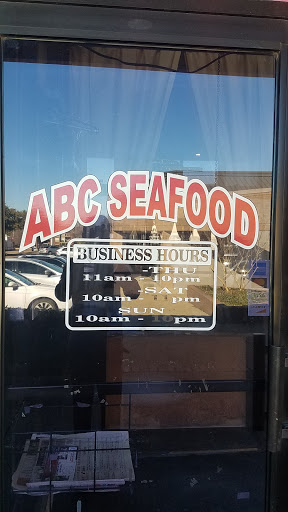 ABC SEAFOOD
BUSINESS HOURS
-THU
11am - 10pm
-SAT
10am - pm
SUN
10am - pm